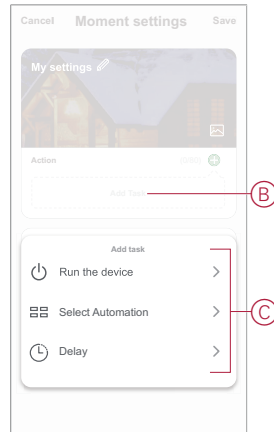 Cancel Moment settings Save
My settings
Action
Add Task
B
Add task
Run the device
Select Automation
C
Delay